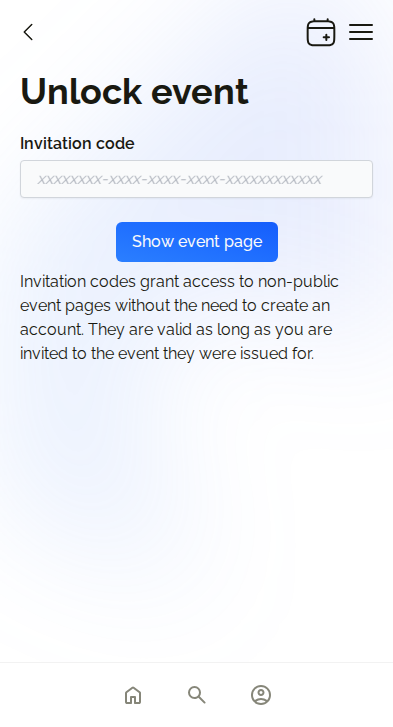 Unlock event
Invitation code
xxxxxxxx-xxxx-xxxx-xxxx-xxxxxxxxxxxx
Show event page
Invitation codes grant access to non-public
event pages without the need to create an
account. They are valid as long as you are
invited to the event they were issued for.